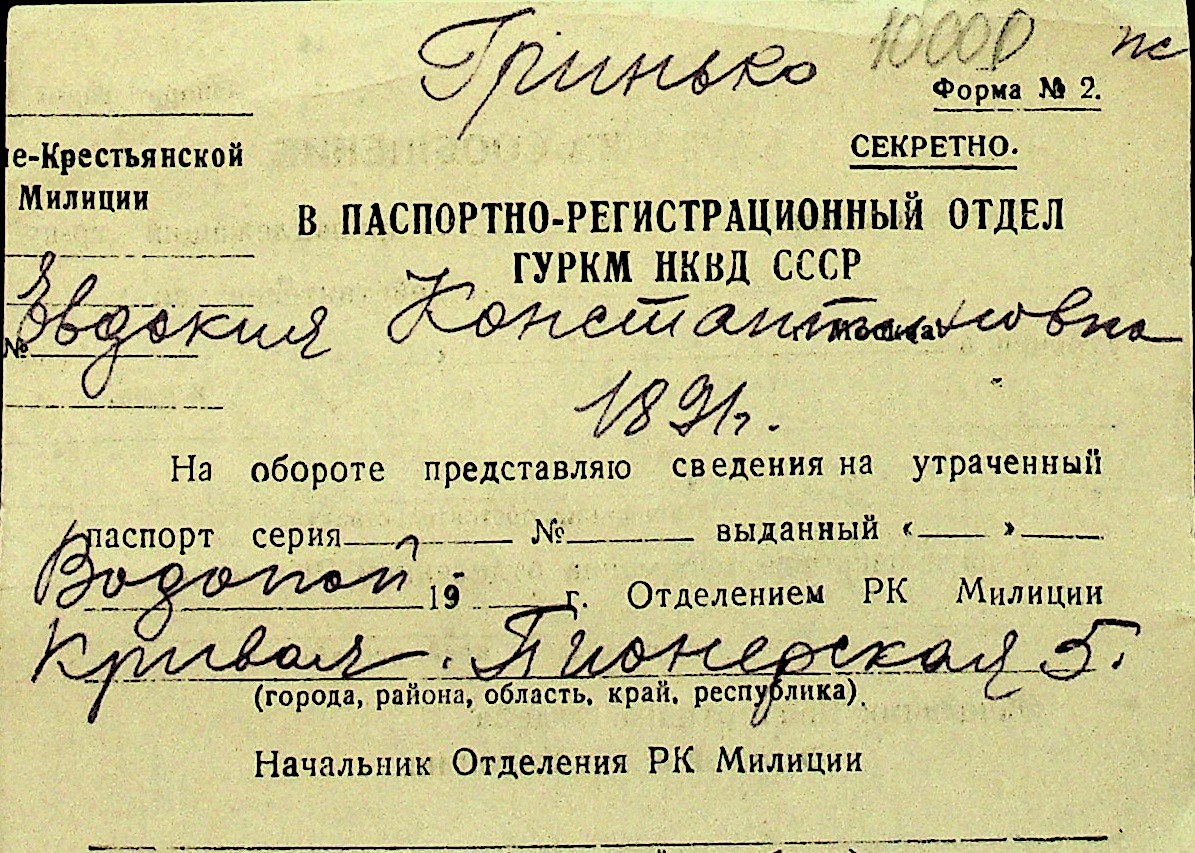 Гринько 10000 пс
Форма № 2.
СЕКРЕТНО.
е-Крестьянской
Милиции
В ПАСПОРТНО-РЕГИСТРАЦИОННЫЙ ОТДЕЛ
ГУРКМ НКВД СССР
Евдокия Константиновна
г. Москва
№
1891г.
На обороте представляю сведения на утраченный
паспорт серия № выданный « »
Водопой 19 г. Отделением РК Милиции
Кривая. Пионерская 5.
(города, района, область, край, республика).
Начальник Отделения РК Милиции